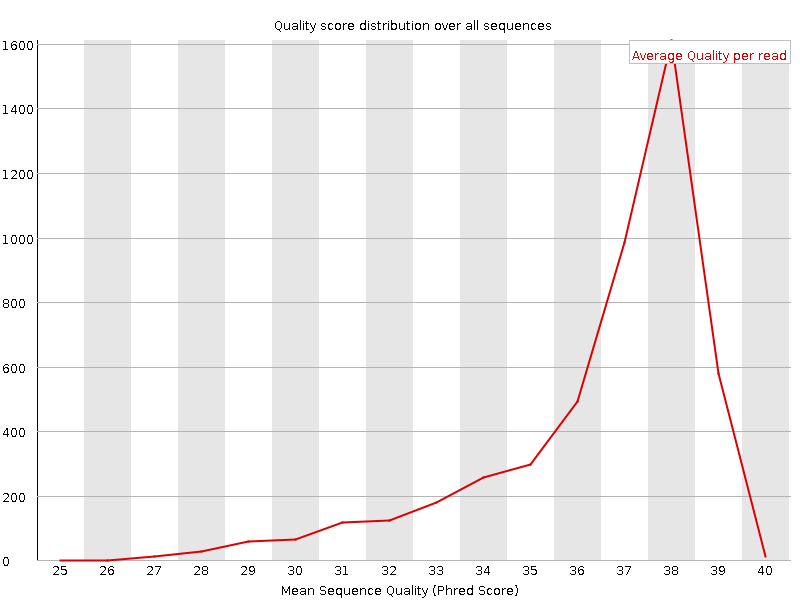 Quality score distribution over all sequences
Average Quality per read
1600
1400
1200
1000
800
600
400
200
0
25 26 27 28 29 30 31 32 33 34 35 36 37 38 39 40
Mean Sequence Quality (Phred Score)